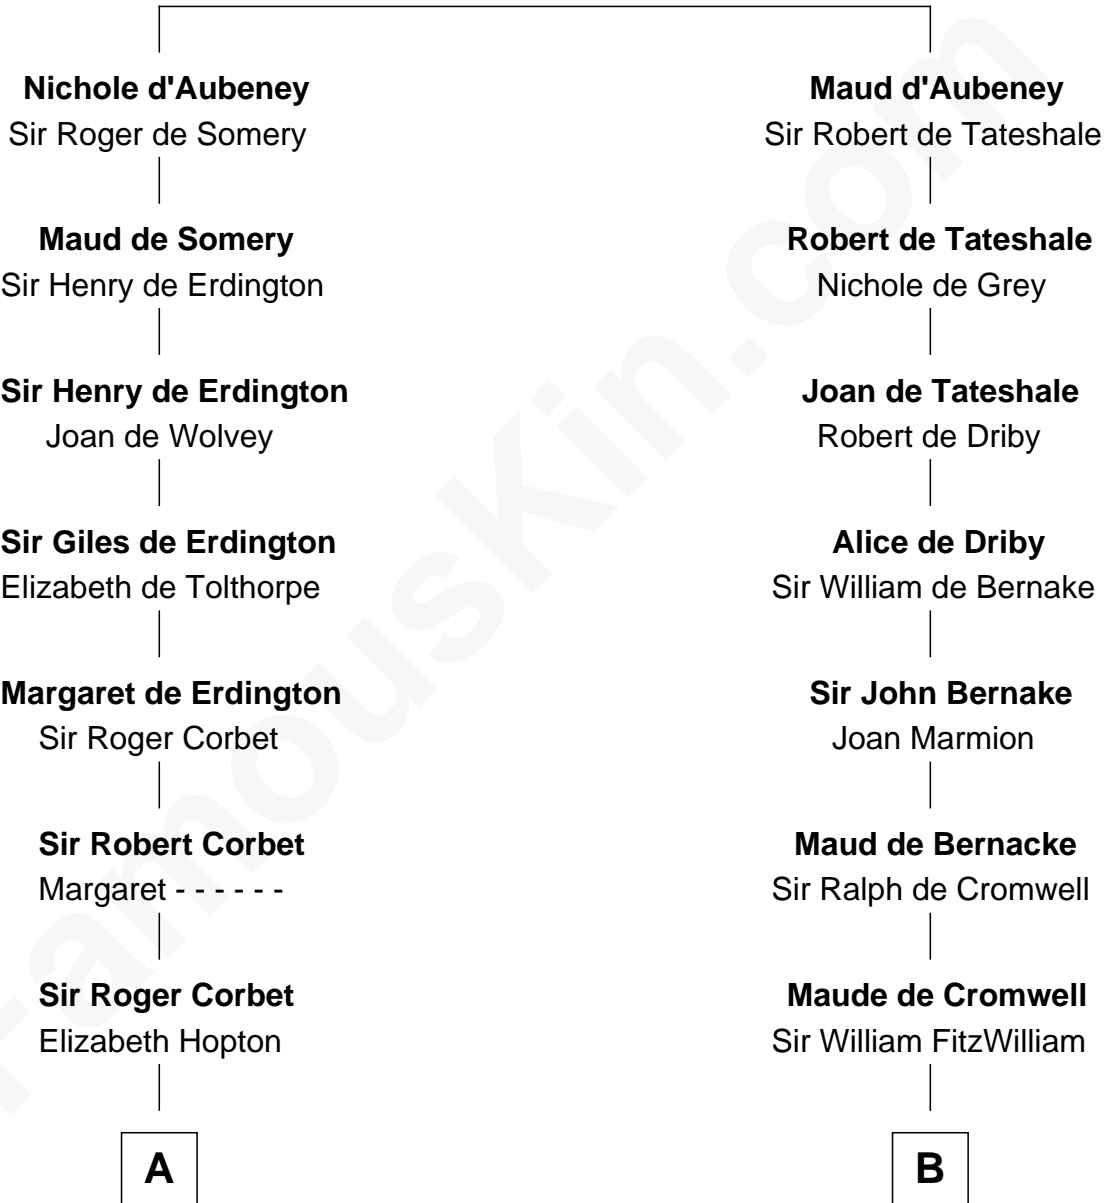 Nichole d'Aubeney
Sir Roger de Somery
Maud de Somery
Sir Henry de Erdington
Sir Henry de Erdington
Joan de Wolvey
Sir Giles de Erdington
Elizabeth de Tolthorpe
Margaret de Erdington
Sir Roger Corbet
Sir Robert Corbet
Margaret - - - - - -
Sir Roger Corbet
Elizabeth Hopton
A
Maud d'Aubeney
Sir Robert de Tateshale
Robert de Tateshale
Nichole de Grey
Joan de Tateshale
Robert de Driby
Alice de Driby
Sir William de Bernake
Sir John Bernake
Joan Marmion
Maud de Bernacke
Sir Ralph de Cromwell
Maude de Cromwell
Sir William FitzWilliam
B
FamousKin.com